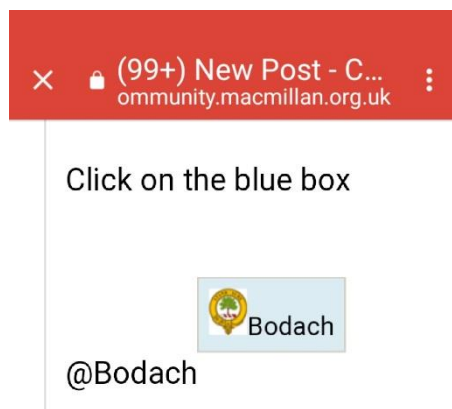 (99+) New Post - C...
ommunity.macmillan.org.uk
Click on the blue box
Bodach
@Bodach